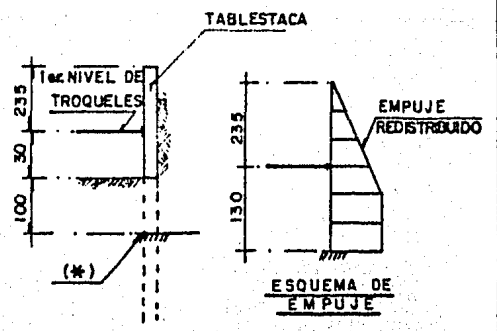 TABLESTACA
1er. NIVEL DE
TROQUELES
235
30
100
(*)
235
130
EMPUJE
REDISTRIBUIDO
ESQUEMA DE
EMPUJE